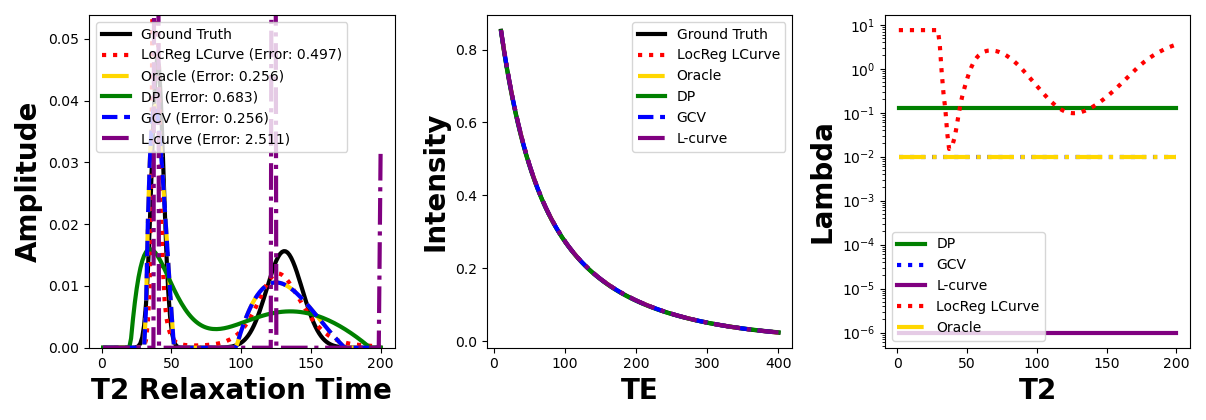 Amplitude
0.05
0.04
0.03
0.02
0.01
0.00
0
50
100
150
200
T2 Relaxation Time
Ground Truth
LocReg LCurve (Error: 0.497)
Oracle (Error: 0.256)
DP (Error: 0.683)
GCV (Error: 0.256)
L-curve (Error: 2.511)
Intensity
0.8
0.6
0.4
0.2
0.0
0
100
200
300
400
TE
Ground Truth
LocReg LCurve
Oracle
DP
GCV
L-curve
Lambda
10¹
10⁰
10⁻¹
10⁻²
10⁻³
10⁻⁴
10⁻⁵
10⁻⁶
0
50
100
150
200
T2
DP
GCV
L-curve
LocReg LCurve
Oracle